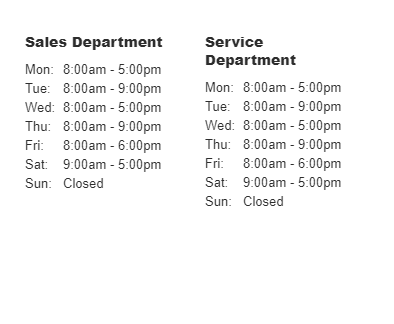 Sales Department
Mon: 8:00am - 5:00pm
Tue: 8:00am - 9:00pm
Wed: 8:00am - 5:00pm
Thu: 8:00am - 9:00pm
Fri: 8:00am - 6:00pm
Sat: 9:00am - 5:00pm
Sun: Closed
Service
Department
Mon: 8:00am - 5:00pm
Tue: 8:00am - 9:00pm
Wed: 8:00am - 5:00pm
Thu: 8:00am - 9:00pm
Fri: 8:00am - 6:00pm
Sat: 9:00am - 5:00pm
Sun: Closed